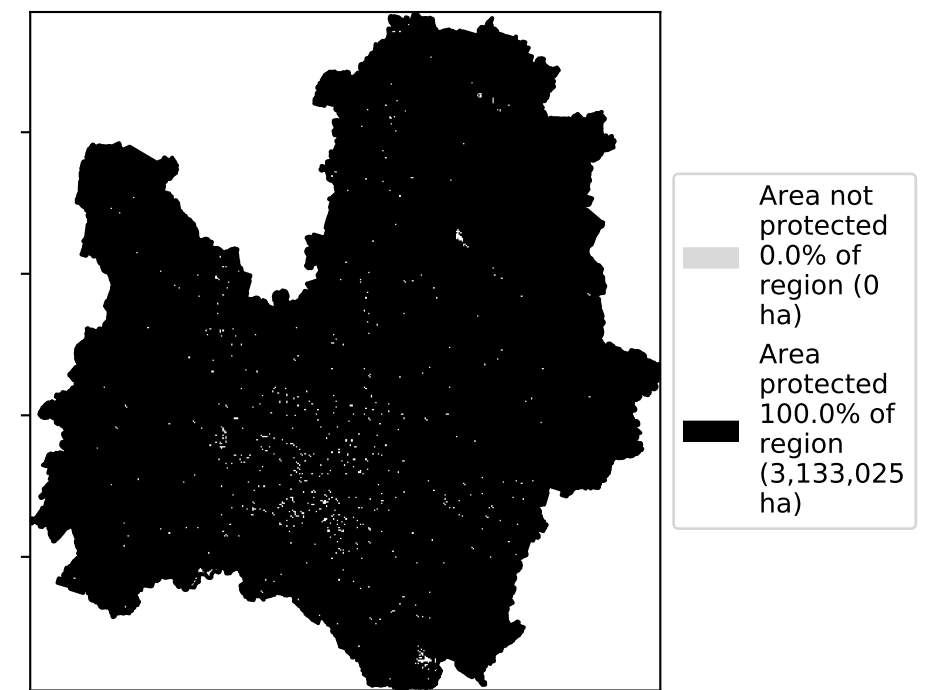 Area not
protected
0.0% of
region (0
ha)
Area
protected
100.0% of
region
(3,133,025
ha)